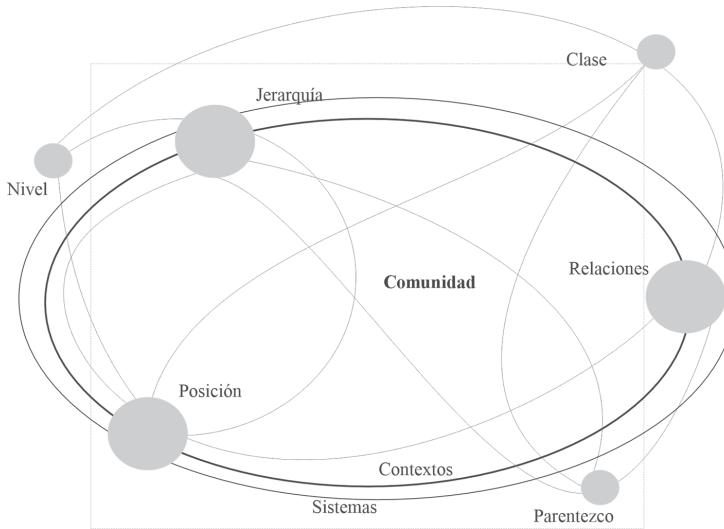 Clase
Jerarquía
Nivel
Relaciones
Comunidad
Posición
Contextos
Sistemas
Parentezco